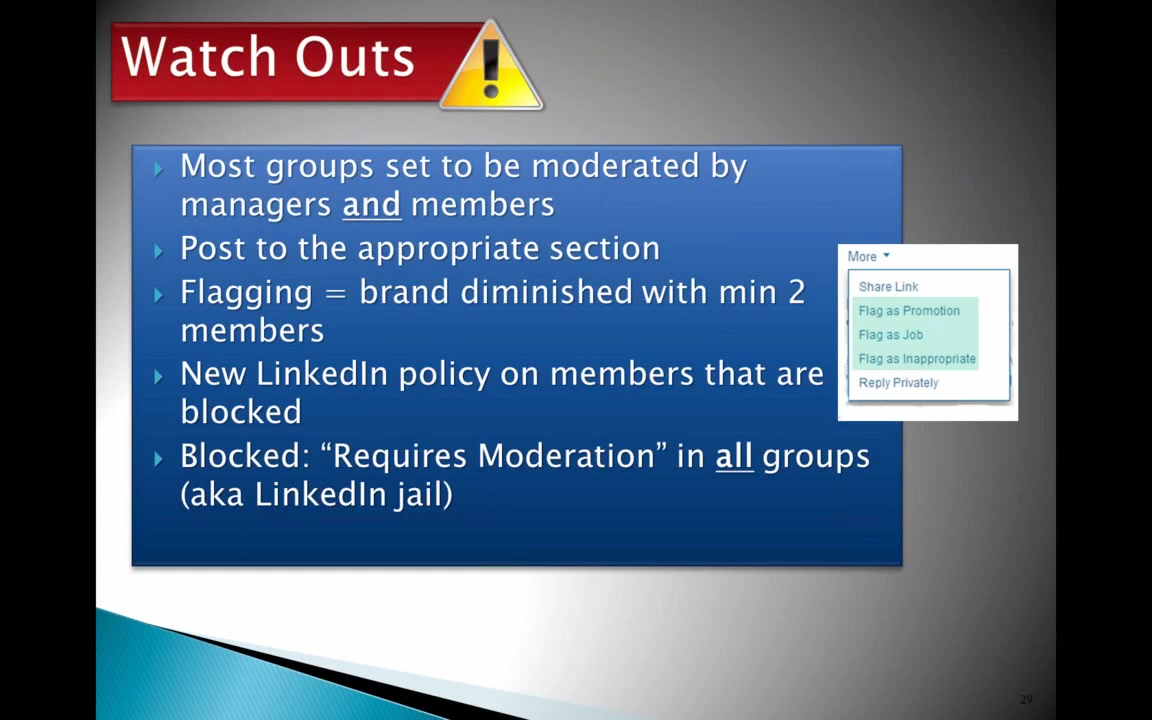 Watch Outs
Most groups set to be moderated by
managers and members
Post to the appropriate section
Flagging = brand diminished with min 2
members
New LinkedIn policy on members that are
blocked
Blocked: “Requires Moderation” in all groups
(aka LinkedIn jail)
More
Share Link
Flag as Promotion
Flag as Job
Flag as Inappropriate
Reply Privately
29